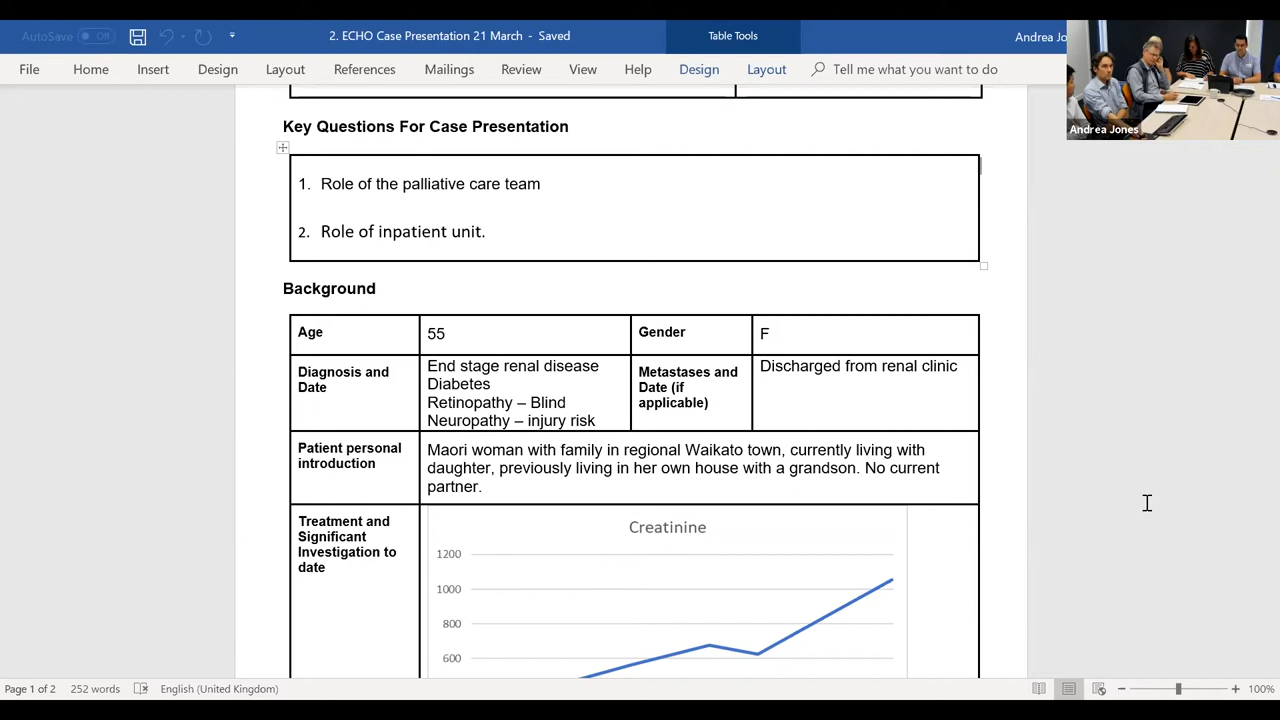 AutoSave Off
2. ECHO Case Presentation 21 March - Saved
Table Tools
Andrea Jo
File Home Insert Design Layout References Mailings Review View Help Design Layout Tell me what you want to do
Andrea Jones
Key Questions For Case Presentation
1. Role of the palliative care team
2. Role of inpatient unit.
Background
Age 55 Gender F
Diagnosis and Date
End stage renal disease
Diabetes
Retinopathy – Blind
Neuropathy – injury risk
Metastases and
Date (if
applicable)
Discharged from renal clinic
Patient personal
introduction
Maori woman with family in regional Waikato town, currently living with
daughter, previously living in her own house with a grandson. No current
partner.
Treatment and
Significant
Investigation to
date
Creatinine
1200
1000
800
600
Page 1 of 2 252 words English (United Kingdom) 100%